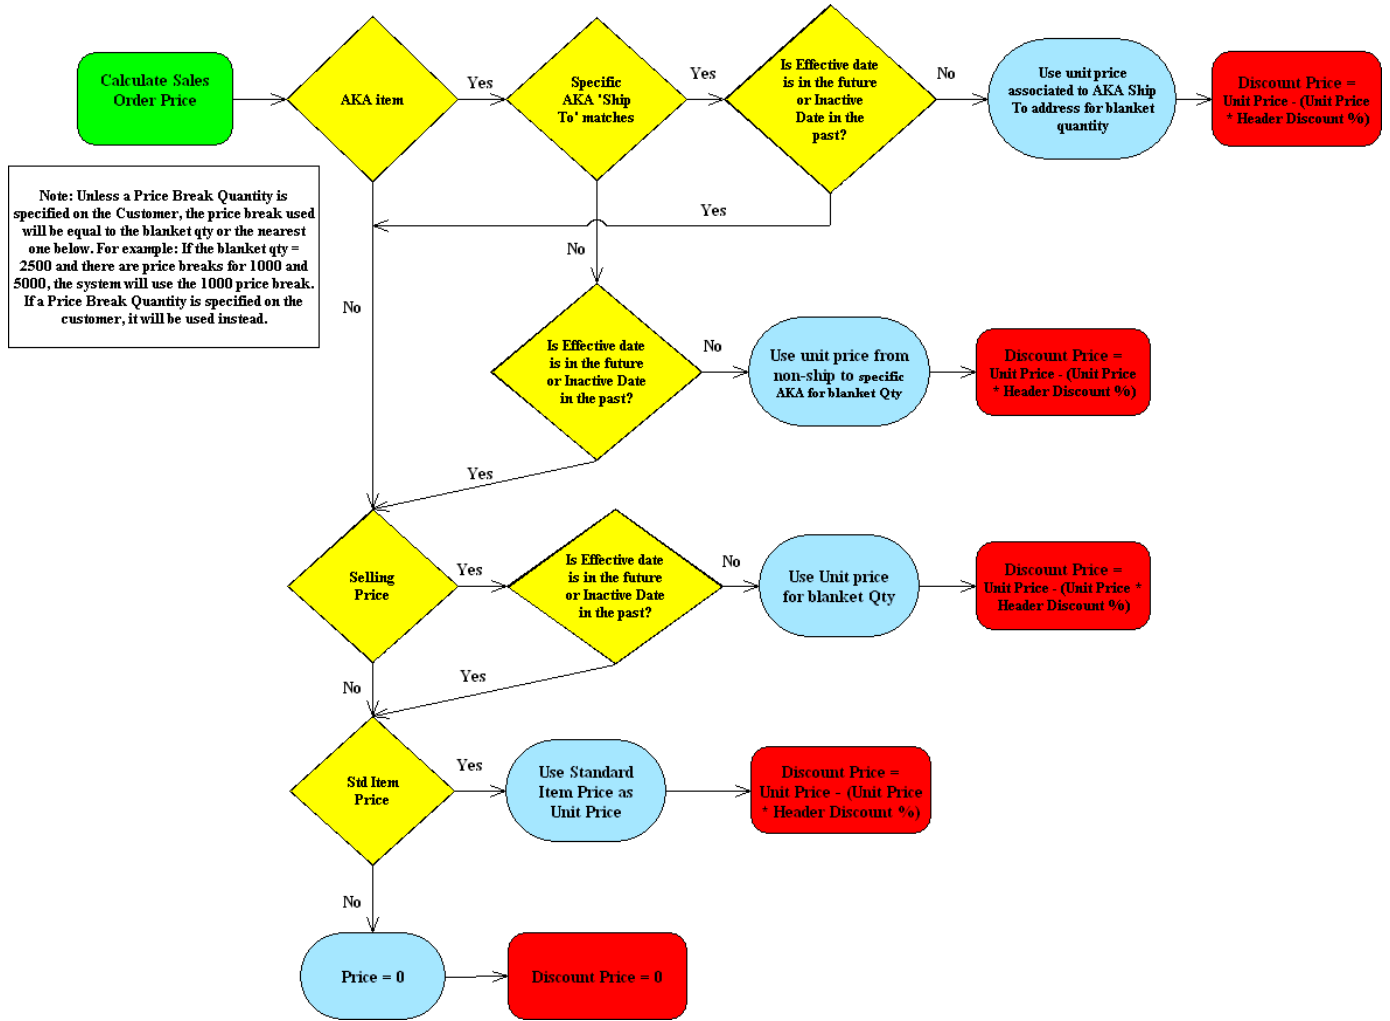 Calculate Sales
Order Price
AKA item
Yes
Specific
AKA 'Ship
To' matches
Yes
Is Effective date
is in the future
or Inactive
Date in the
past?
No
Use unit price
associated to AKA Ship
To address for blanket
quantity
Discount Price =
Unit Price - (Unit Price
* Header Discount %)
Note: Unless a Price Break Quantity is
specified on the Customer, the price break used
will be equal to the blanket qty or the nearest
one below. For example: If the blanket qty =
2500 and there are price breaks for 1000 and
5000, the system will use the 1000 price break.
If a Price Break Quantity is specified on the
customer, it will be used instead.
Yes
No
No
Is Effective date
is in the future
or Inactive Date
in the past?
No
Use unit price from
non-ship to specific
AKA for blanket Qty
Discount Price =
Unit Price - (Unit Price
* Header Discount %)
Yes
Selling
Price
Yes
Is Effective date
is in the future
or Inactive Date
in the past?
No
Use Unit price
for blanket Qty
Discount Price =
Unit Price - (Unit Price *
Header Discount %)
Yes
No
Std Item
Price
Yes
Use Standard
Item Price as
Unit Price
Discount Price =
Unit Price - (Unit Price
* Header Discount %)
No
Price = 0
Discount Price = 0